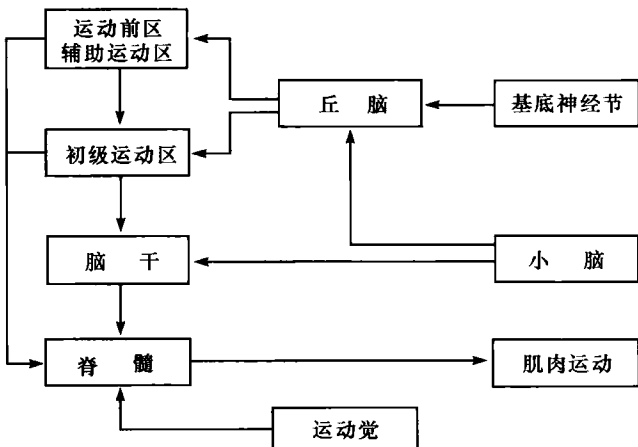 运动前区
辅助运动区
丘脑
基底神经节
初级运动区
脑干
小脑
脊髓
肌肉运动
运动觉